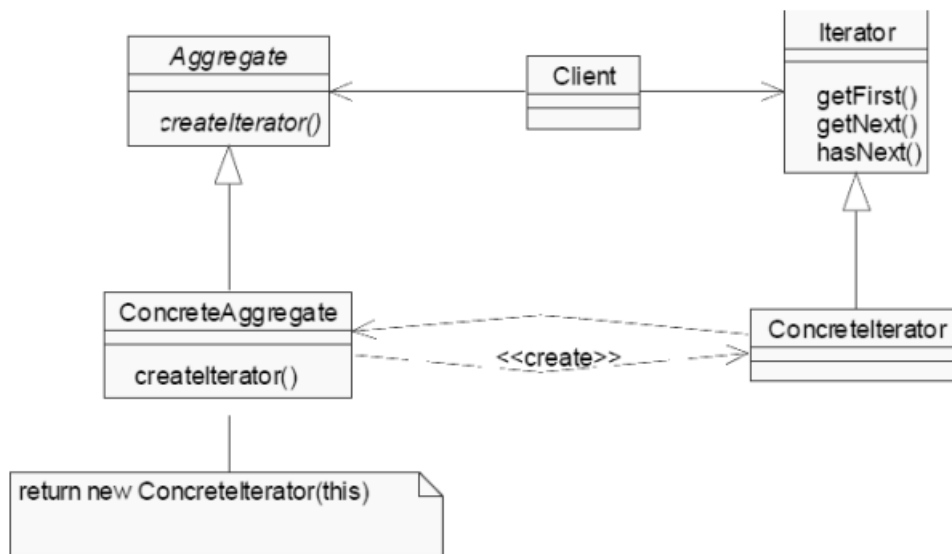 Aggregate
createIterator()
Client
Iterator
getFirst()
getNext()
hasNext()
ConcreteAggregate
createIterator()
<<create>>
ConcreteIterator
return new ConcreteIterator(this)